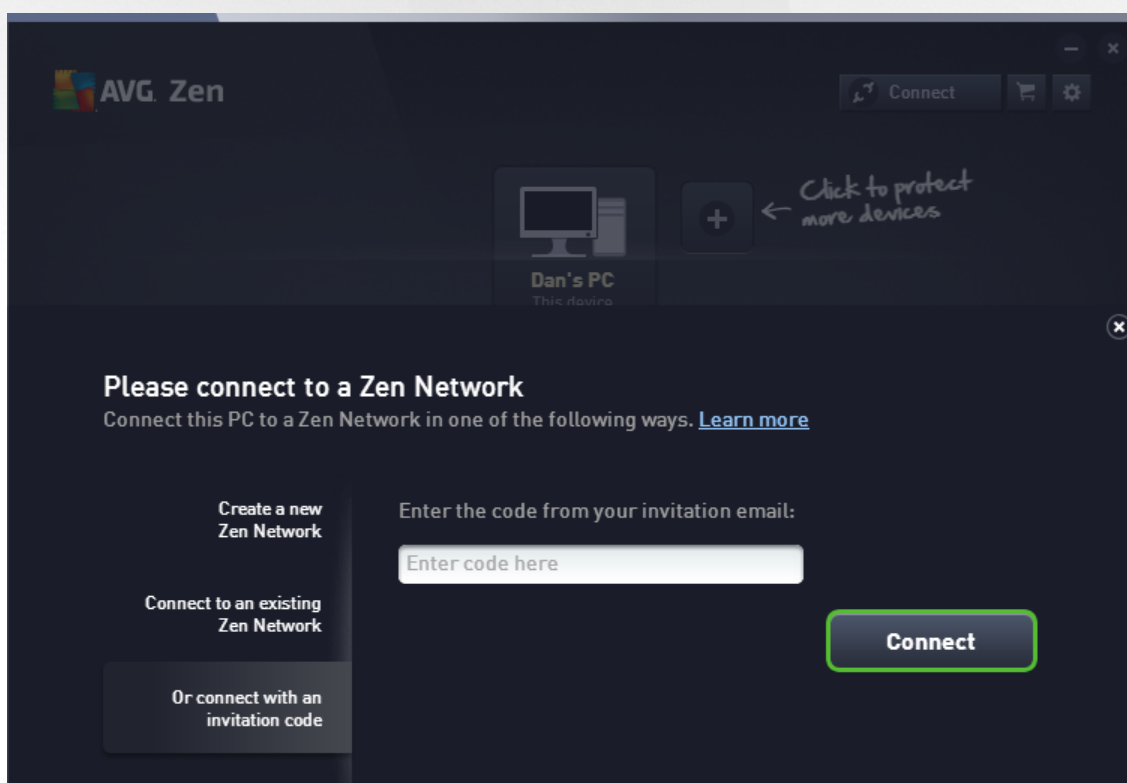 AVG. Zen
Connect
Click to protect
more devices
Dan's PC
This device
Please connect to a Zen Network
Connect this PC to a Zen Network in one of the following ways. Learn more
Create a new
Zen Network
Connect to an existing
Zen Network
Or connect with an
invitation code
Enter the code from your invitation email:
Enter code here
Connect